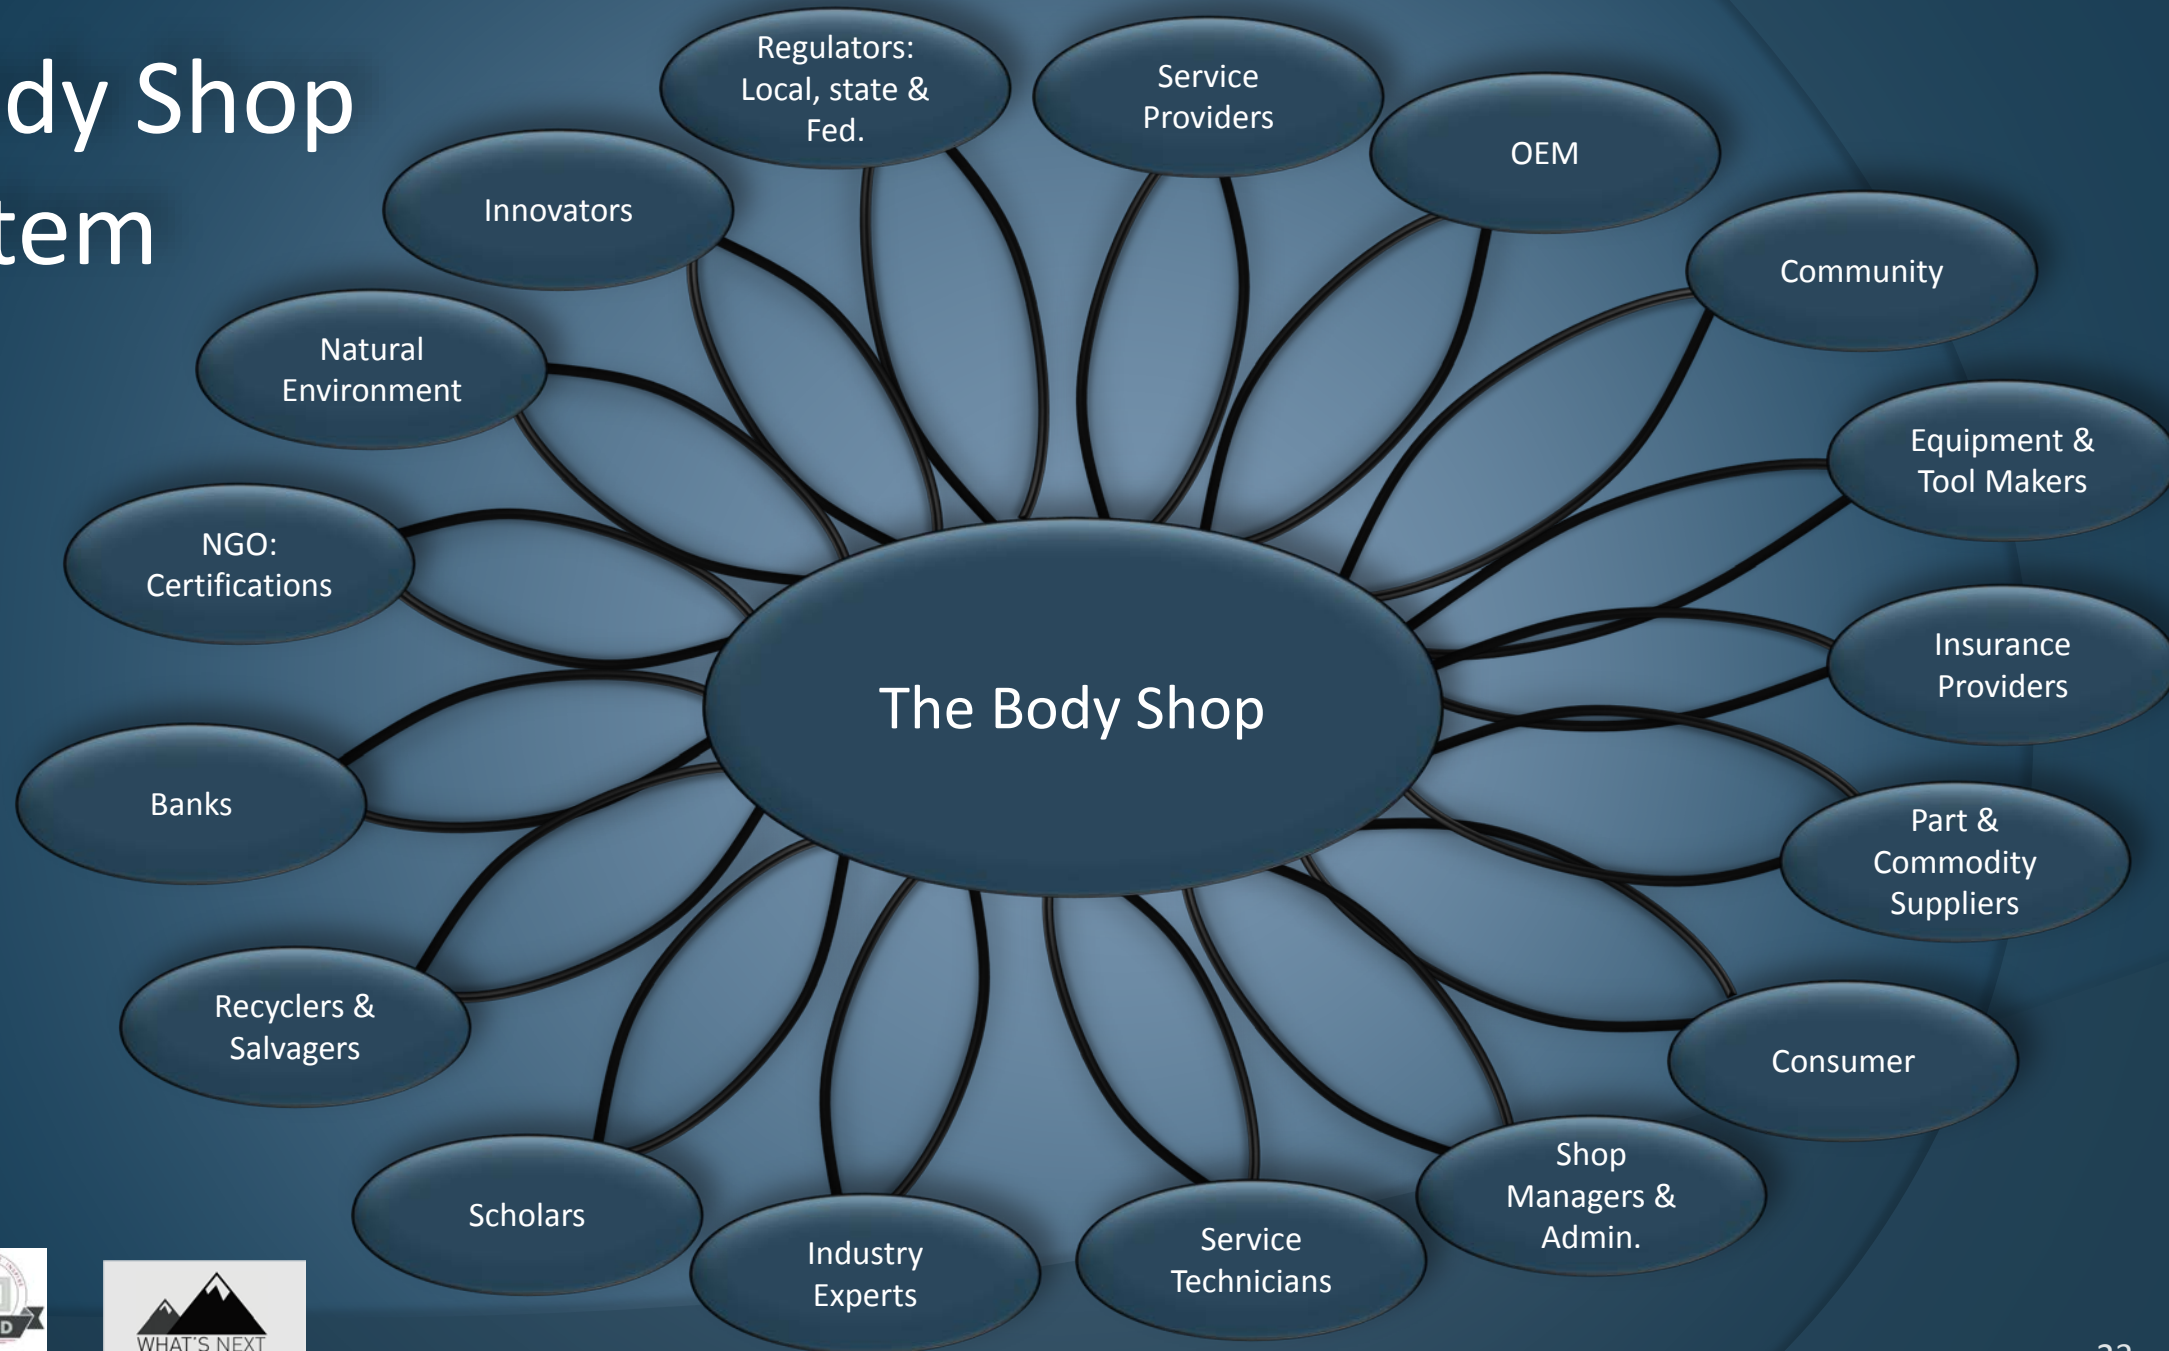 dy Shop
tem
Regulators:
Local, state &
Fed.
Service
Providers
OEM
Innovators
Community
Natural
Environment
Equipment &
Tool Makers
NGO:
Certifications
Insurance
Providers
The Body Shop
Banks
Part &
Commodity
Suppliers
Recyclers &
Salvagers
Consumer
Scholars
Shop
Managers &
Admin.
Industry
Experts
Service
Technicians
WHAT'S NEXT